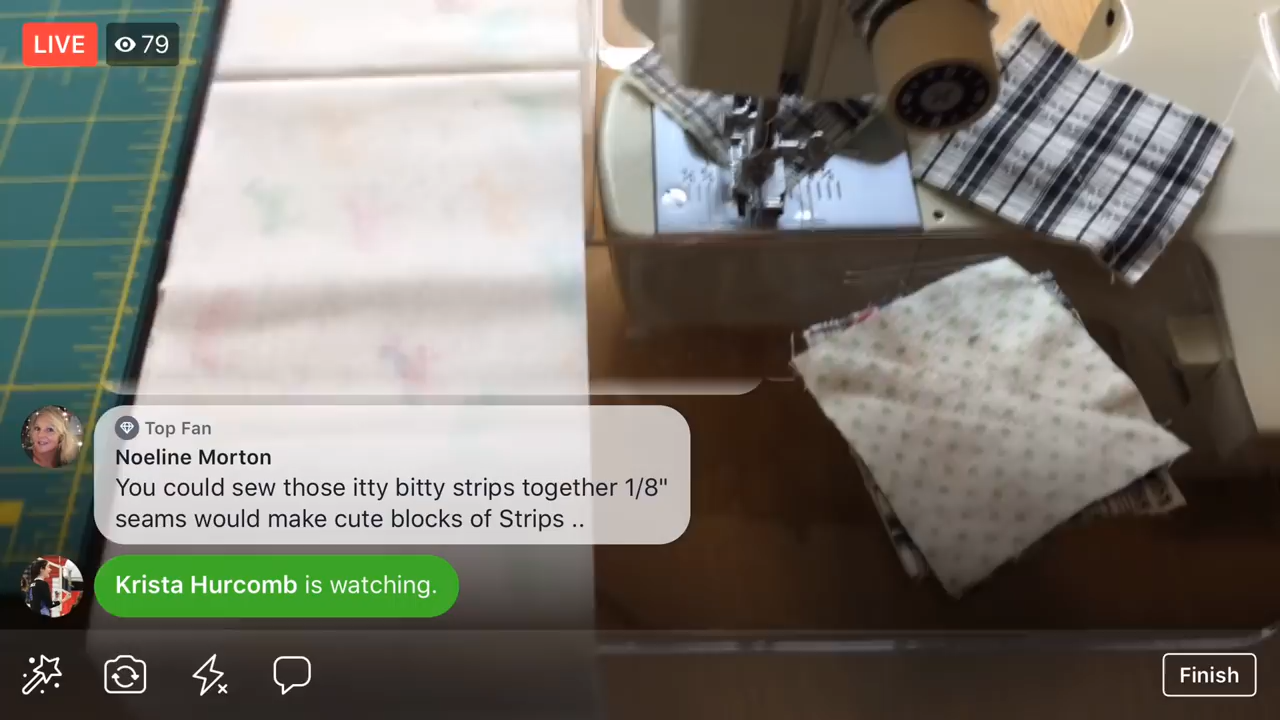 LIVE
79
Top Fan
Noeline Morton
You could sew those itty bitty strips together 1/8"
seams would make cute blocks of Strips ..
Krista Hurcomb is watching.
Finish